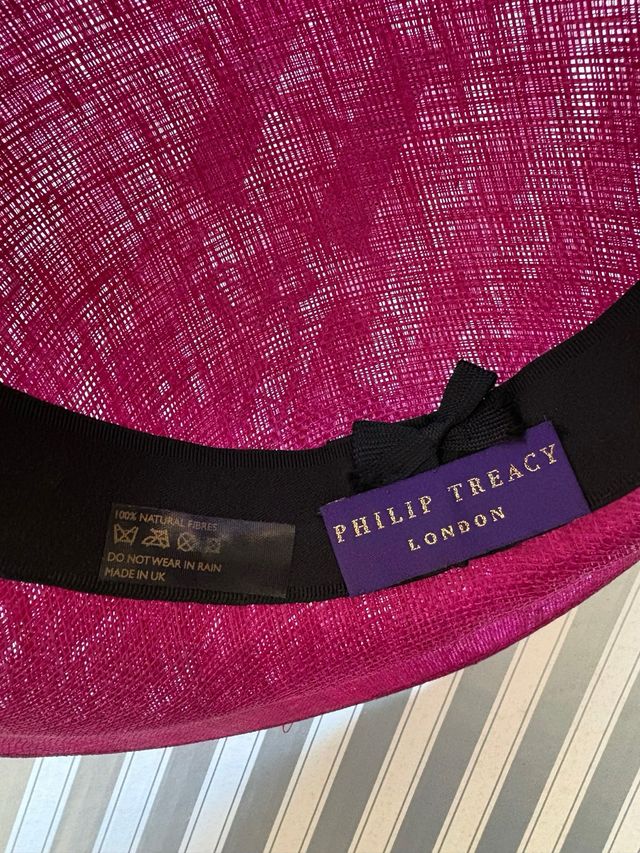 100% NATURAL FIBRES
DO NOT WEAR IN RAIN
MADE IN UK
PHILIP TREACY
LONDON